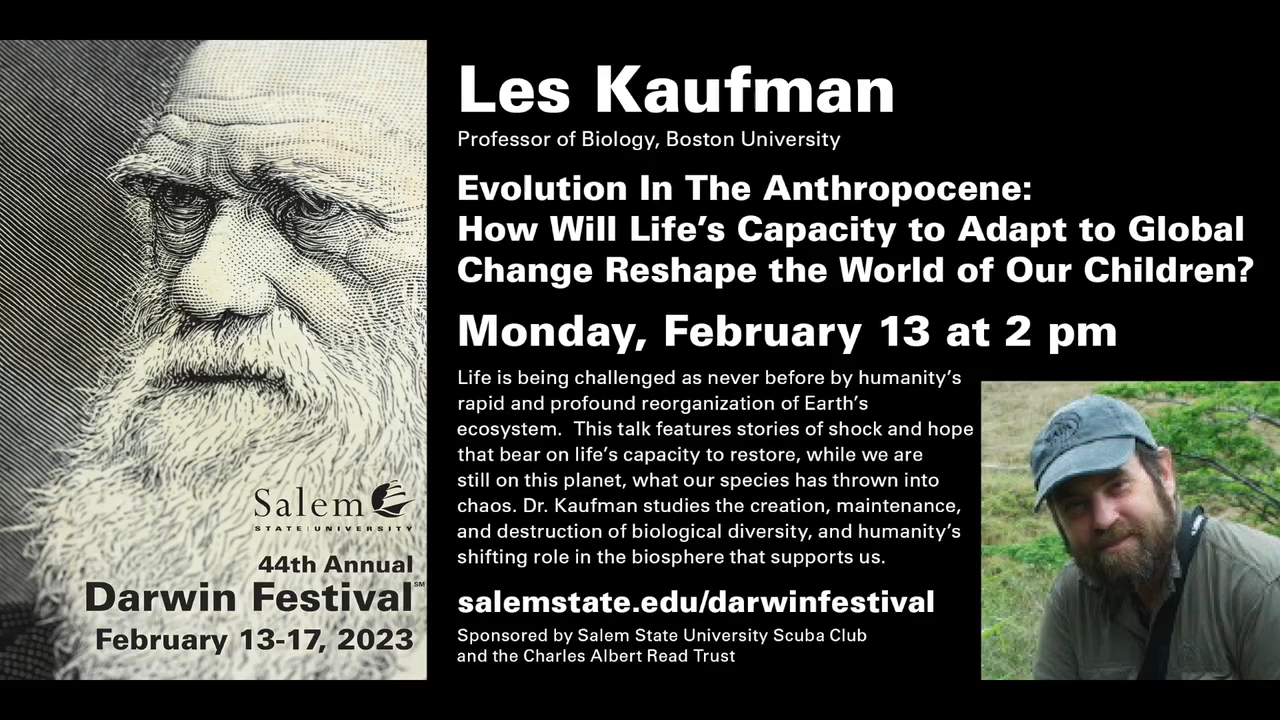 Les Kaufman
Professor of Biology, Boston University
Evolution In The Anthropocene:
How Will Life's Capacity to Adapt to Global
Change Reshape the World of Our Children?
Monday, February 13 at 2 pm
Life is being challenged as never before by humanity's
rapid and profound reorganization of Earth's
ecosystem.  This talk features stories of shock and hope
that bear on life's capacity to restore, while we are
still on this planet, what our species has thrown into
chaos. Dr. Kaufman studies the creation, maintenance,
and destruction of biological diversity, and humanity's
shifting role in the biosphere that supports us.
salemstate.edu/darwinfestival
Sponsored by Salem State University Scuba Club
and the Charles Albert Read Trust
Salem
STATE | UNIVERSITY
44th Annual
Darwin Festival℠
February 13-17, 2023